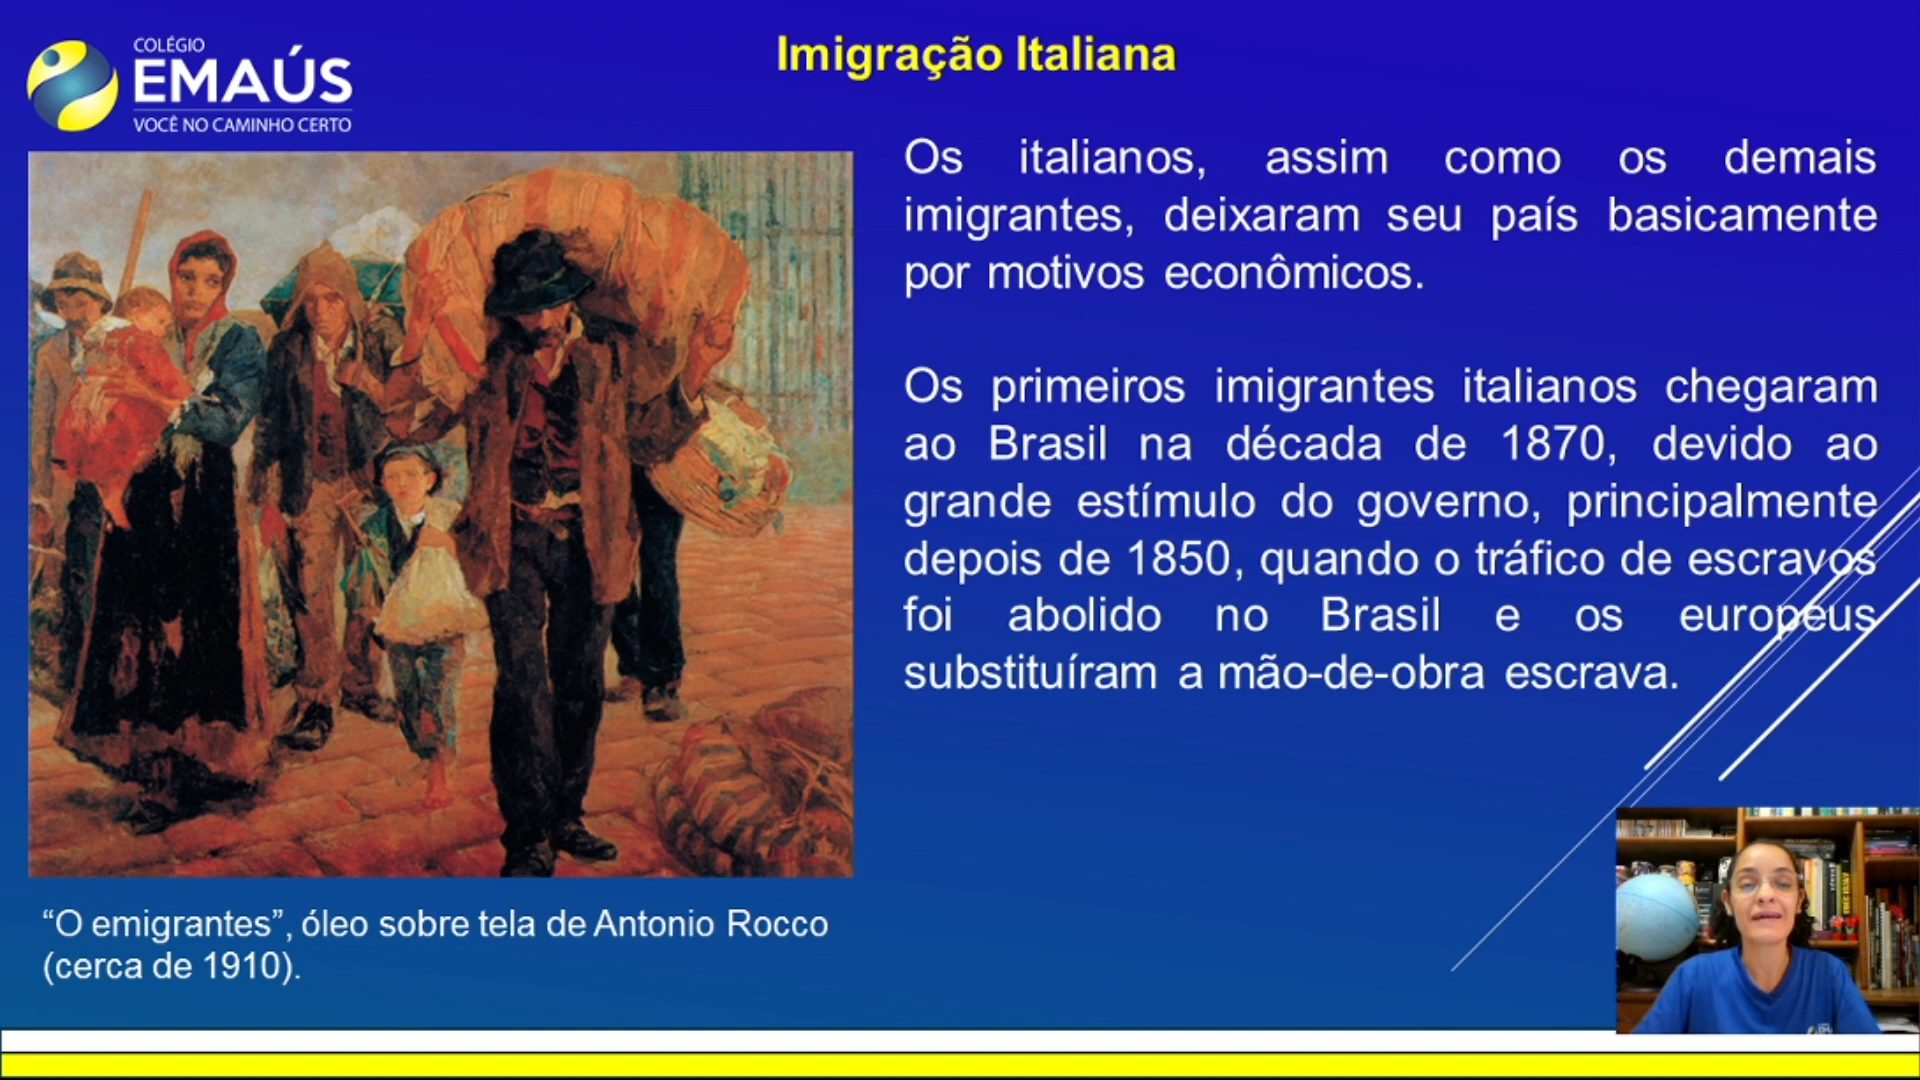 COLÉGIO
EMAÚS
VOCÊ NO CAMINHO CERTO
Imigração Italiana
Os italianos, assim como os demais
imigrantes, deixaram seu país basicamente
por motivos econômicos.
Os primeiros imigrantes italianos chegaram
ao Brasil na década de 1870, devido ao
grande estímulo do governo, principalmente
depois de 1850, quando o tráfico de escravos
foi abolido no Brasil e os europeus
substituíram a mão-de-obra escrava.
“O emigrantes”, óleo sobre tela de Antonio Rocco
(cerca de 1910).